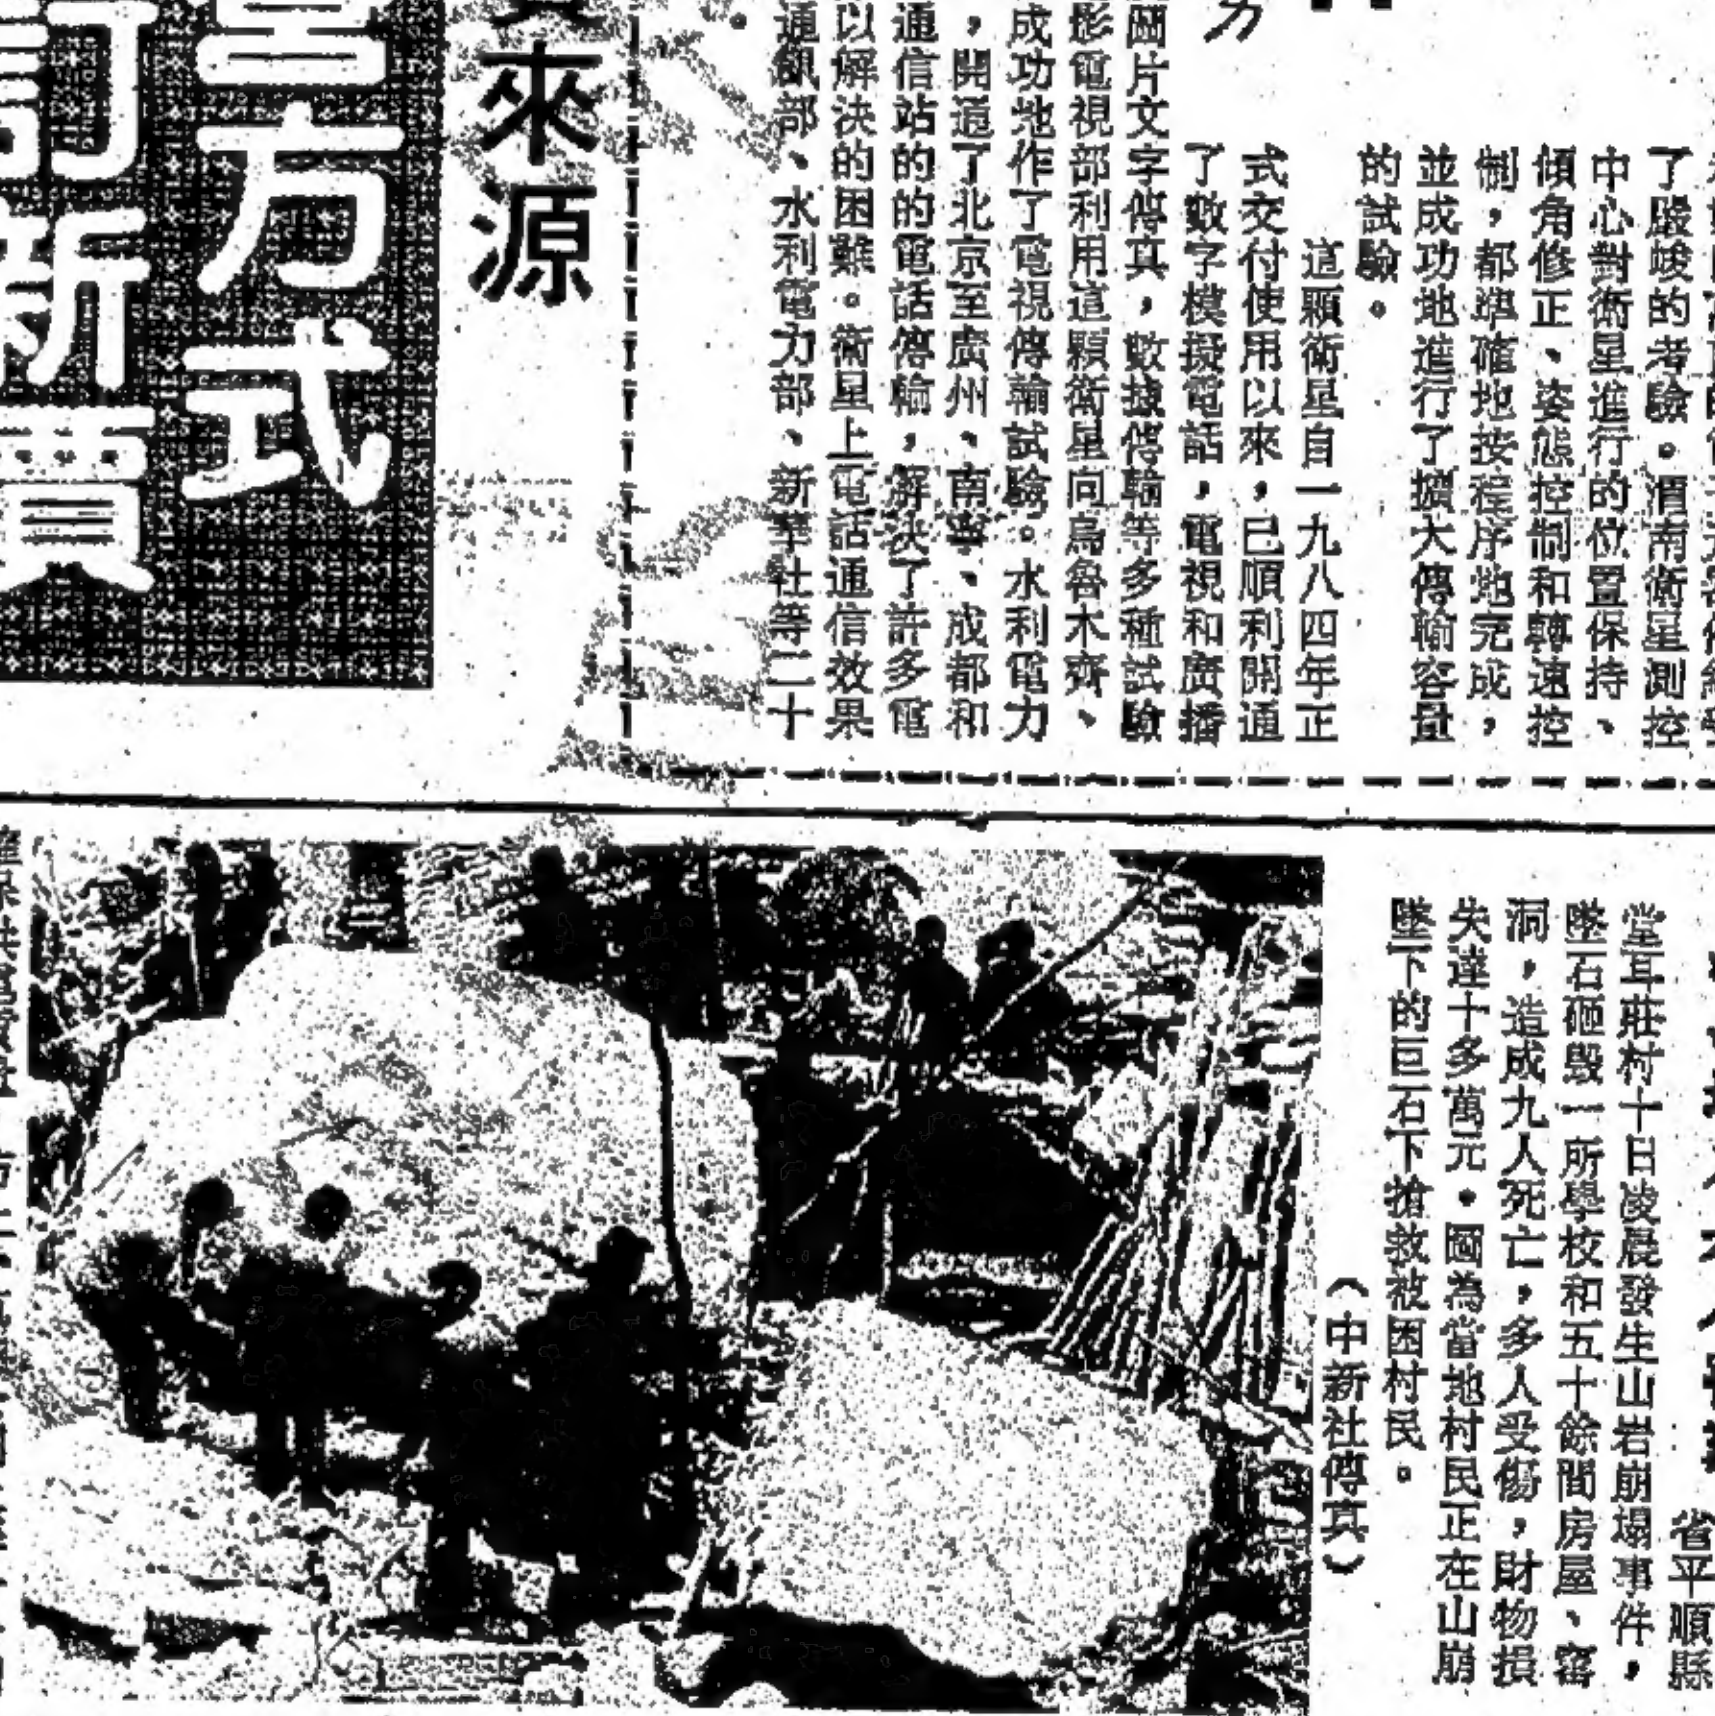 了嚴峻的考驗。渭南衛星測控
中心對衛星進行的位置保持、
傾角修正、姿態控制和轉速控
制，都準確地按程序地完成，
並成功地進行了擴大傳輸容量
的試驗。
這顆衛星自一九八四年正
式交付使用以來，已順利開通
了數字模擬電話，電視和廣播
圖片文字傳真，數據傳輸等多種試驗
影電視部利用這顆衛星向烏魯木齊、
成功地作了電視傳輸試驗。水利電力
，開道了北京至廣州、南寧、成都和
通信站的的電話傳輸，解決了許多電
以解決的困難。衛星上電話通信效果
部、水利電力部、新華社等二十
力
來源
方式
訂新賣
省平順縣
堂耳莊村十日凌晨發生山岩崩塌事件，
墜石砸毀一所學校和五十餘間房屋、窰
洞，造成九人死亡，多人受傷，財物損
失達十多萬元。圖為當地村民正在山崩
墜下的巨石下搶救被困村民。
（中新社傳真）